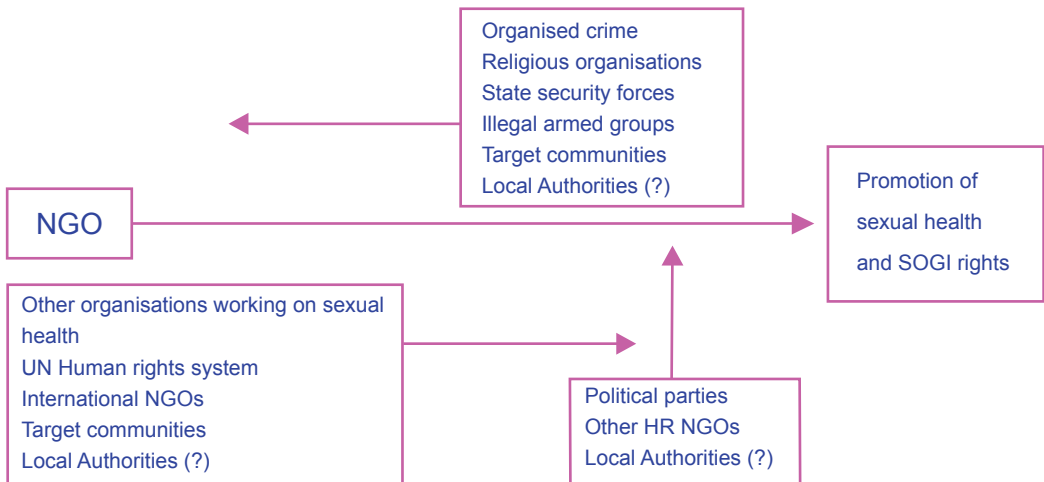 Organised crime
Religious organisations
State security forces
Illegal armed groups
Target communities
Local Authorities (?)
NGO
Promotion of
sexual health
and SOGI rights
Other organisations working on sexual
health
UN Human rights system
International NGOs
Target communities
Local Authorities (?)
Political parties
Other HR NGOs
Local Authorities (?)